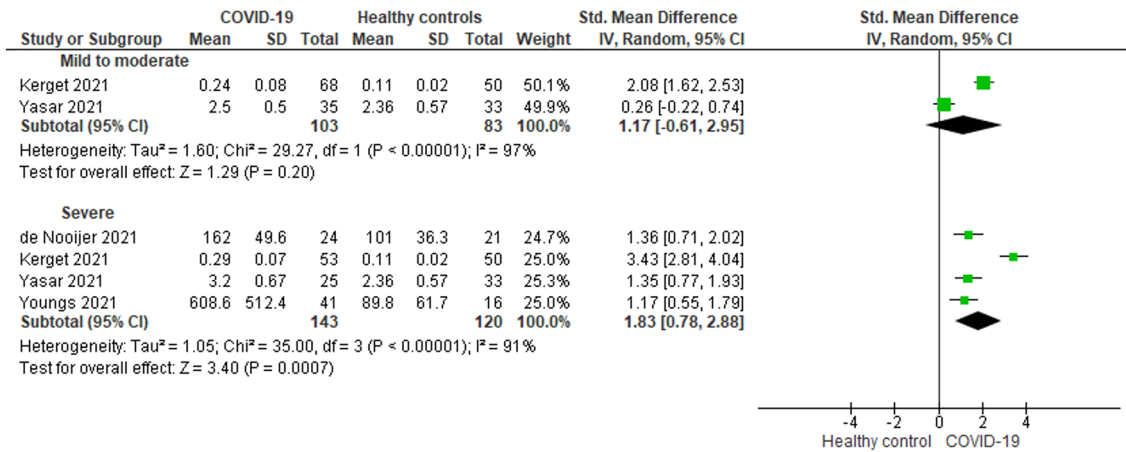 COVID-19 Healthy controls Std. Mean Difference Std. Mean Difference
Study or Subgroup Mean SD Total Mean SD Total Weight IV, Random, 95% CI IV, Random, 95% CI
Mild to moderate
Kerget 2021 0.24 0.08 68 0.11 0.02 50 50.1% 2.08 [1.62, 2.53]
Yasar 2021 2.5 0.5 35 2.36 0.57 33 49.9% 0.26 [-0.22, 0.74]
Subtotal (95% CI) 103 83 100.0% 1.17 [-0.61, 2.95]
Heterogeneity: Tau² = 1.60; Chi² = 29.27, df = 1 (P < 0.00001); I² = 97%
Test for overall effect: Z = 1.29 (P = 0.20)
Severe
de Nooijer 2021 162 49.6 24 101 36.3 21 24.7% 1.36 [0.71, 2.02]
Kerget 2021 0.29 0.07 53 0.11 0.02 50 25.0% 3.43 [2.81, 4.04]
Yasar 2021 3.2 0.67 25 2.36 0.57 33 25.3% 1.35 [0.77, 1.93]
Youngs 2021 608.6 512.4 41 89.8 61.7 16 25.0% 1.17 [0.55, 1.79]
Subtotal (95% CI) 143 120 100.0% 1.83 [0.78, 2.88]
Heterogeneity: Tau² = 1.05; Chi² = 35.00, df = 3 (P < 0.00001); I² = 91%
Test for overall effect: Z = 3.40 (P = 0.0007)
-4 -2 0 2 4
Healthy control COVID-19